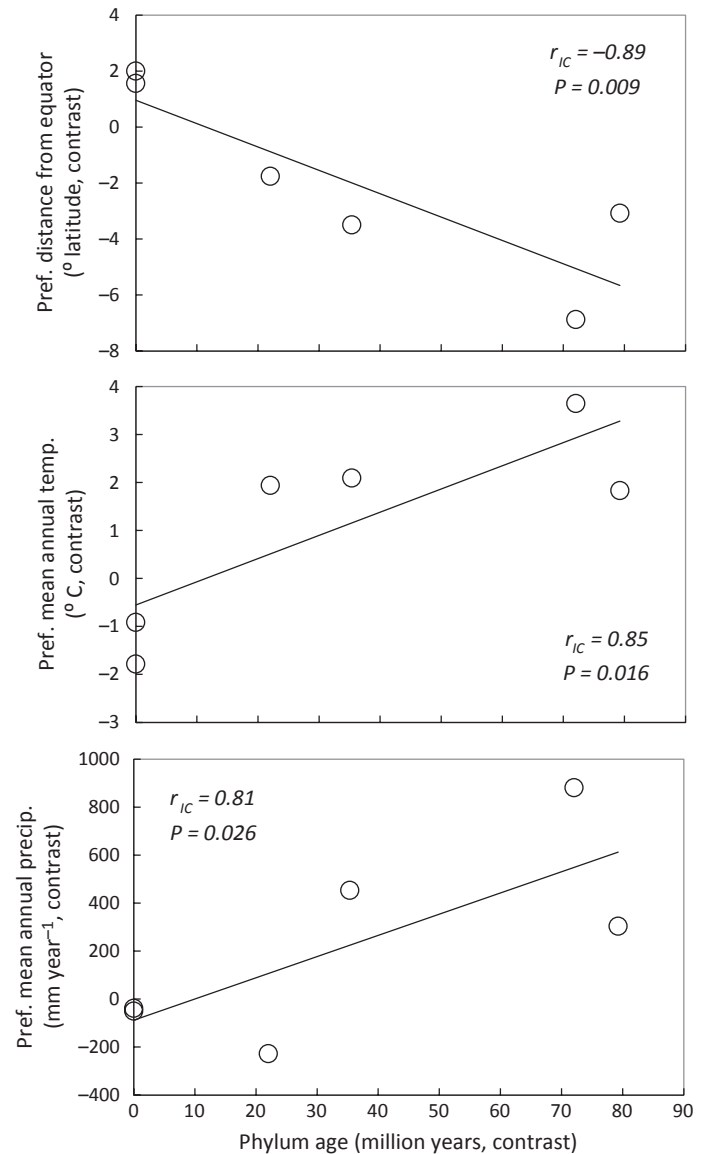 4
2
0
–2
–4
–6
–8
Pref. distance from equator
(° latitude, contrast)
r IC = –0.89
P = 0.009
4
3
2
1
0
–1
–2
–3
Pref. mean annual temp.
(° C, contrast)
r IC = 0.85
P = 0.016
1000
800
600
400
200
0
–200
–400
Pref. mean annual precip.
(mm year⁻¹, contrast)
r IC = 0.81
P = 0.026
0 10 20 30 40 50 60 70 80 90
Phylum age (million years, contrast)